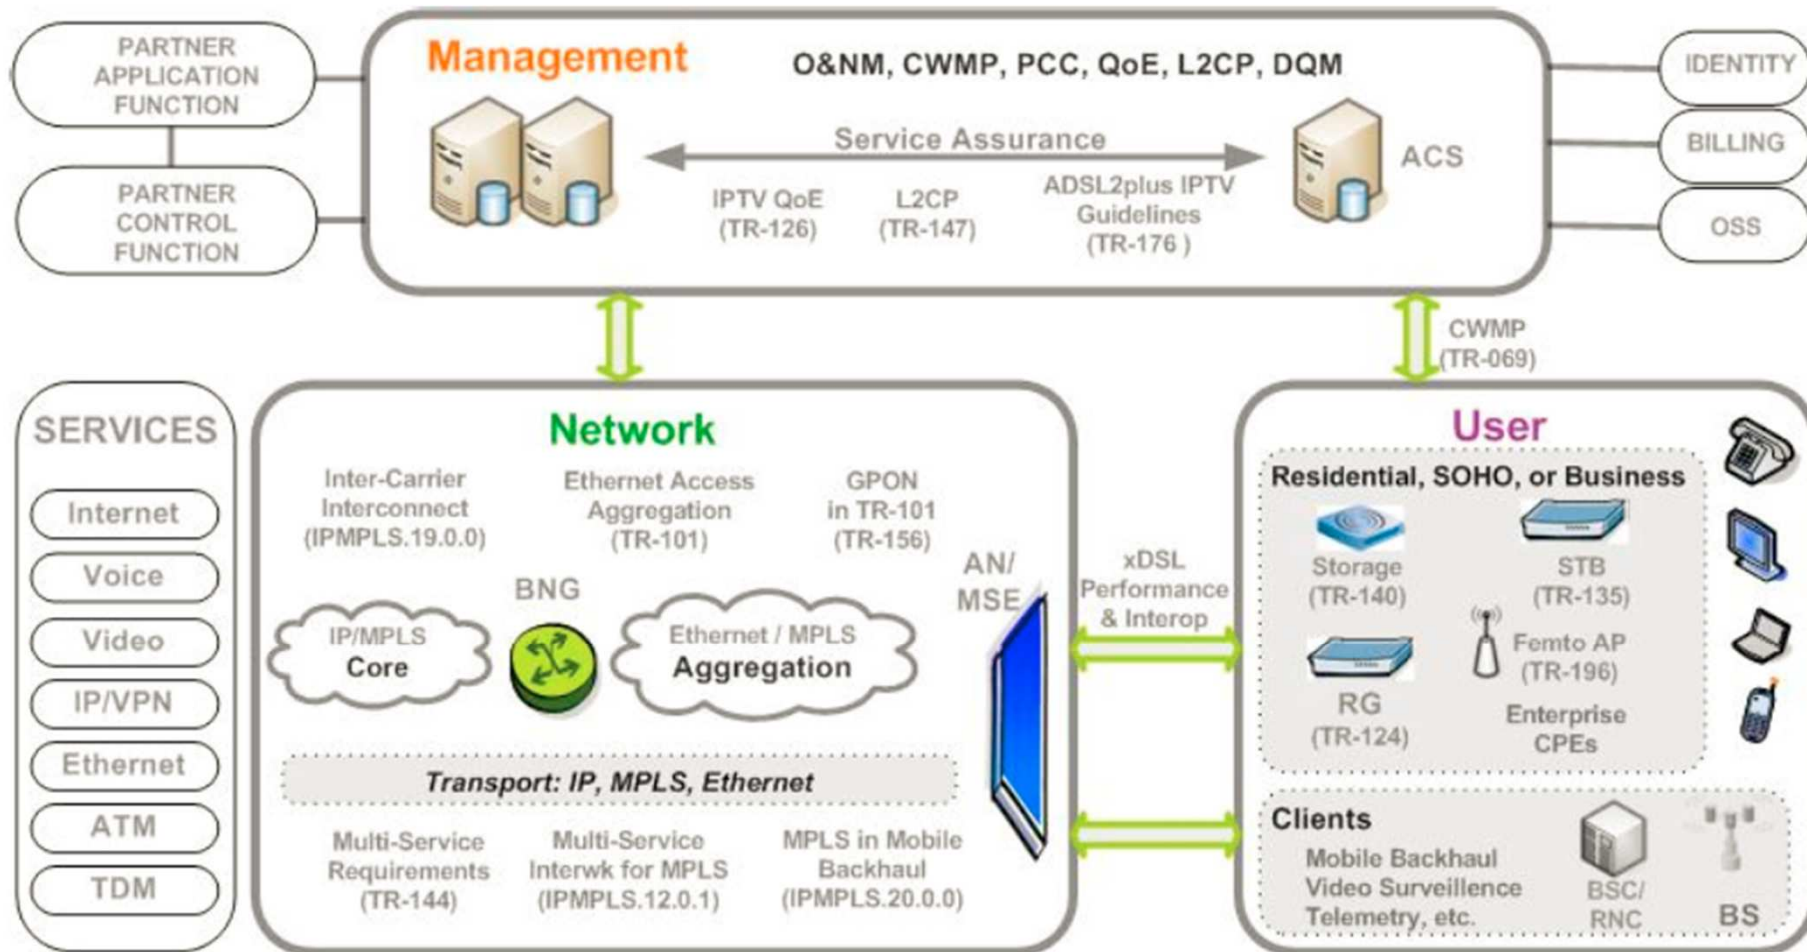 PARTNER
APPLICATION
FUNCTION
PARTNER
CONTROL
FUNCTION
Management
O&NM, CWMP, PCC, QoE, L2CP, DQM
Service Assurance
IPTV QoE
(TR-126)
L2CP
(TR-147)
ADSL2plus IPTV
Guidelines
(TR-176 )
ACS
IDENTITY
BILLING
OSS
CWMP
(TR-069)
SERVICES
Internet
Voice
Video
IP/VPN
Ethernet
ATM
TDM
Network
Inter-Carrier
Interconnect
(IPMPLS.19.0.0)
Ethernet Access
Aggregation
(TR-101)
GPON
in TR-101
(TR-156)
BNG
AN/
MSE
IP/MPLS
Core
Ethernet / MPLS
Aggregation
Transport: IP, MPLS, Ethernet
Multi-Service
Requirements
(TR-144)
Multi-Service
Interwk for MPLS
(IPMPLS.12.0.1)
MPLS in Mobile
Backhaul
(IPMPLS.20.0.0)
xDSL
Performance
& Interop
User
Residential, SOHO, or Business
Storage
(TR-140)
STB
(TR-135)
RG
(TR-124)
Femto AP
(TR-196)
Enterprise
CPEs
Clients
Mobile Backhaul
Video Surveillence
Telemetry, etc.
BSC/
RNC
BS